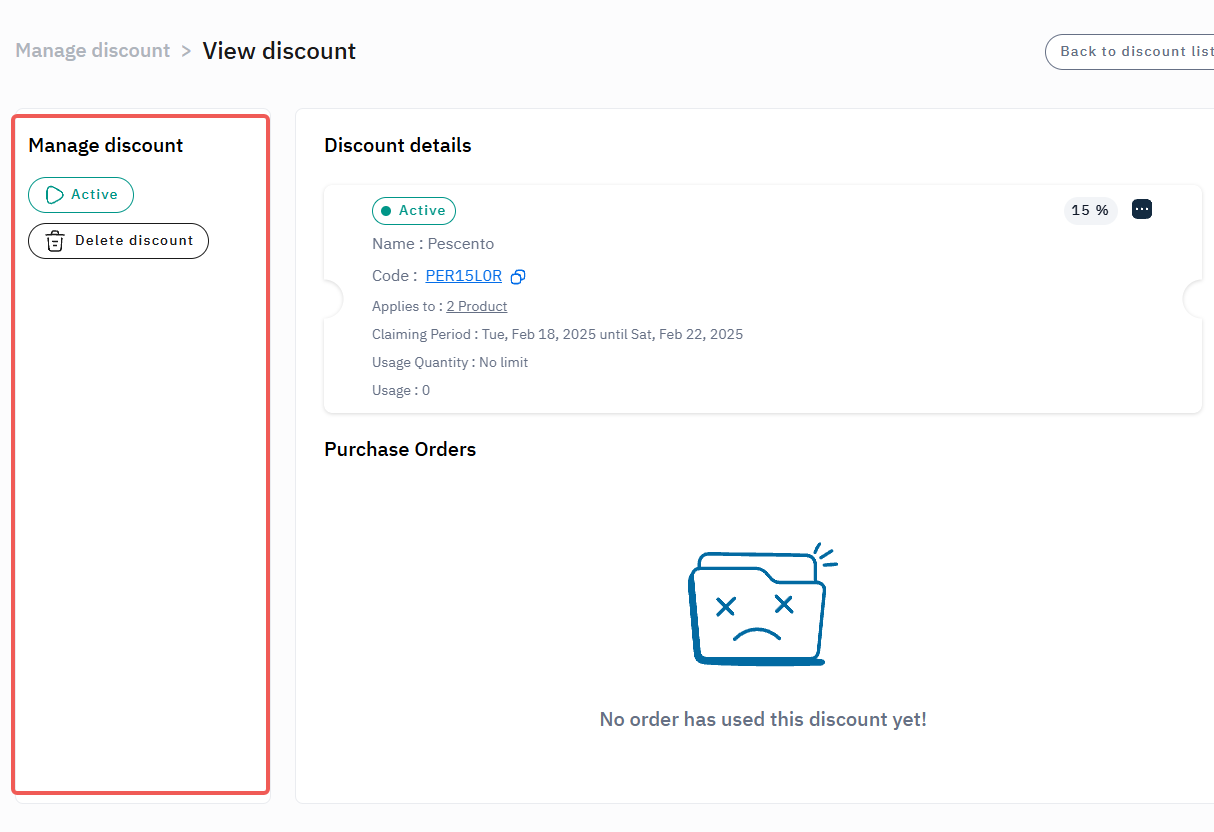 Manage discount > View discount
Back to discount list
Manage discount
Active
Delete discount
Discount details
Active
15 %
Name : Pescento
Code : PER15L0R
Applies to : 2 Product
Claiming Period : Tue, Feb 18, 2025 until Sat, Feb 22, 2025
Usage Quantity : No limit
Usage : 0
Purchase Orders
No order has used this discount yet!